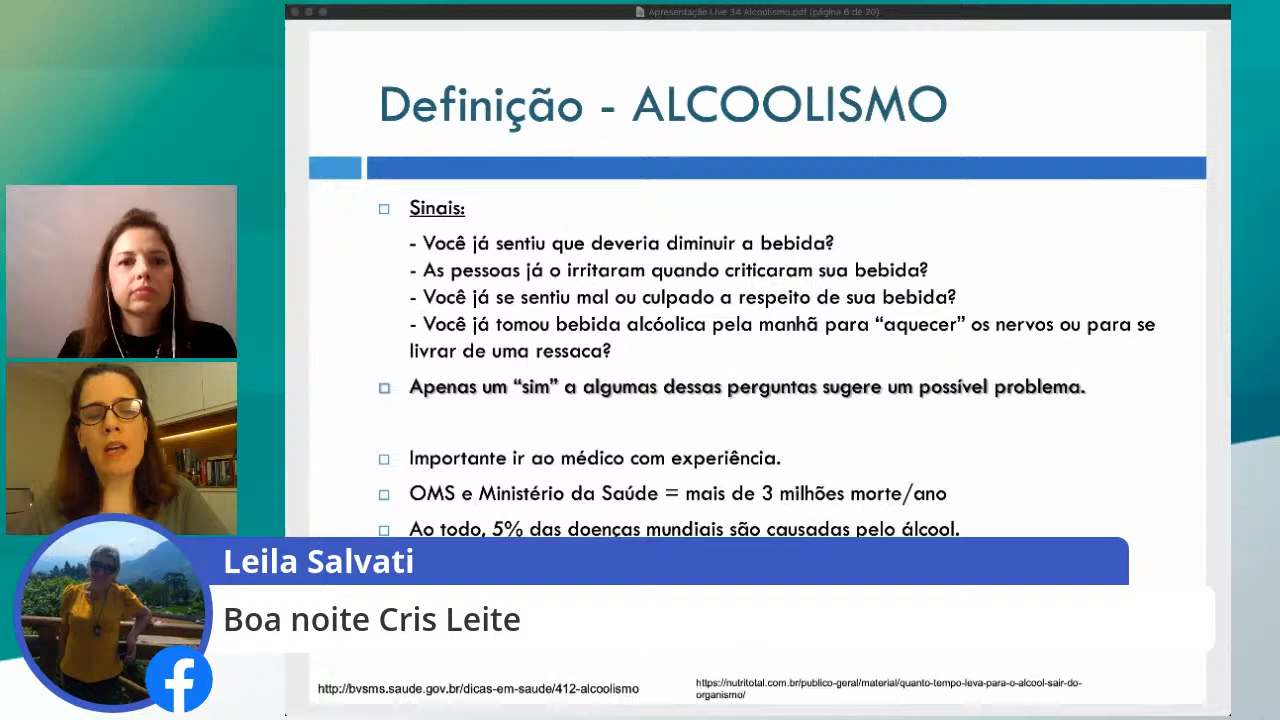 Apresentação Live 34 Alcoolismo.pdf (página 6 de 20)
Definição - ALCOOLISMO
Sinais:
- Você já sentiu que deveria diminuir a bebida?
- As pessoas já o irritaram quando criticaram sua bebida?
- Você já se sentiu mal ou culpado a respeito de sua bebida?
- Você já tomou bebida alcóolica pela manhã para “aquecer” os nervos ou para se
livrar de uma ressaca?
Apenas um “sim” a algumas dessas perguntas sugere um possível problema.
Importante ir ao médico com experiência.
OMS e Ministério da Saúde = mais de 3 milhões morte/ano
Ao todo, 5% das doenças mundiais são causadas pelo álcool.
Leila Salvati
Boa noite Cris Leite
http://bvsms.saude.gov.br/dicas-em-saude/412-alcoolismo
https://nutritotal.com.br/publico-geral/material/quanto-tempo-leva-para-o-alcool-sair-do-
organismo/